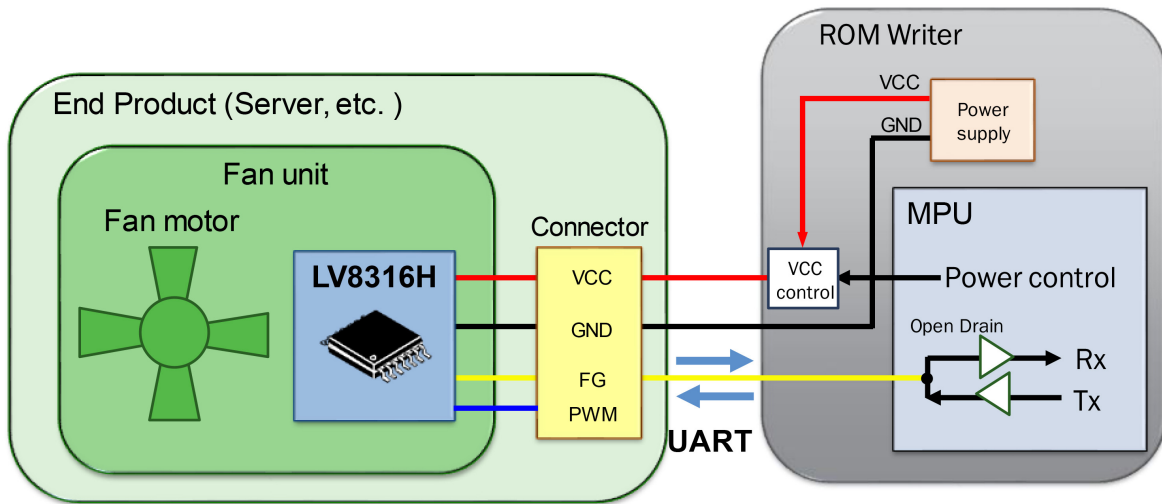 ROM Writer
VCC
GND
Power
supply
End Product (Server, etc. )
Fan unit
Fan motor
LV8316H
Connector
VCC
GND
FG
PWM
VCC
control
MPU
Power control
Open Drain
Rx
Tx
UART